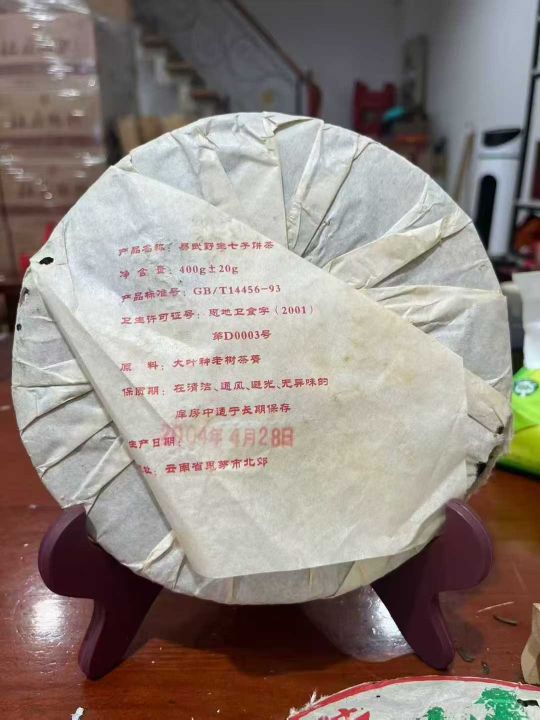 产品名称：易武野生七子饼茶
净含量：400g±20g
产品标准号：GB/T14456-93
卫生许可证号：思地卫食字（2001）
第D0003号
原 料：大叶种老树茶菁
保质期：在清洁、通风、避光、无异味的
库房中适于长期保存
生产日期：2004年4月28日
址：云南省思茅市北郊